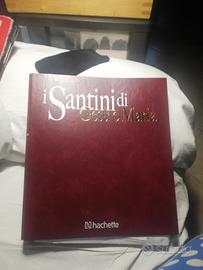 i Santini di
Gesù e Maria
hachette